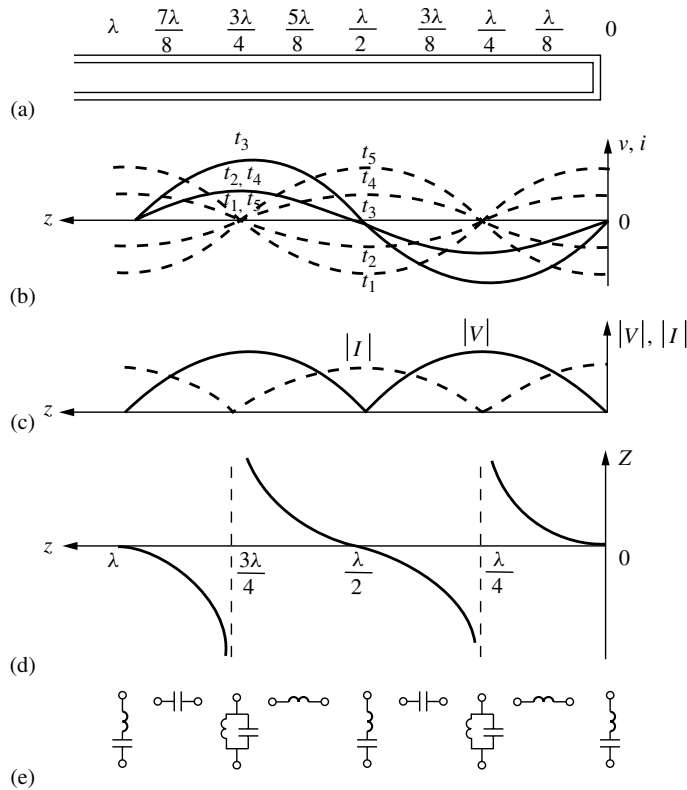 λ 7λ/8 3λ/4 5λ/8 λ/2 3λ/8 λ/4 λ/8 0
(a)
t₃ v, i
t₅
t₂, t₄ t₄
t₁, t₅ t₃
z 0
t₂
t₁
(b)
|I| |V| |V|, |I|
z
(c)
Z
z
λ 3λ/4 λ/2 λ/4 0
(d)
(e)